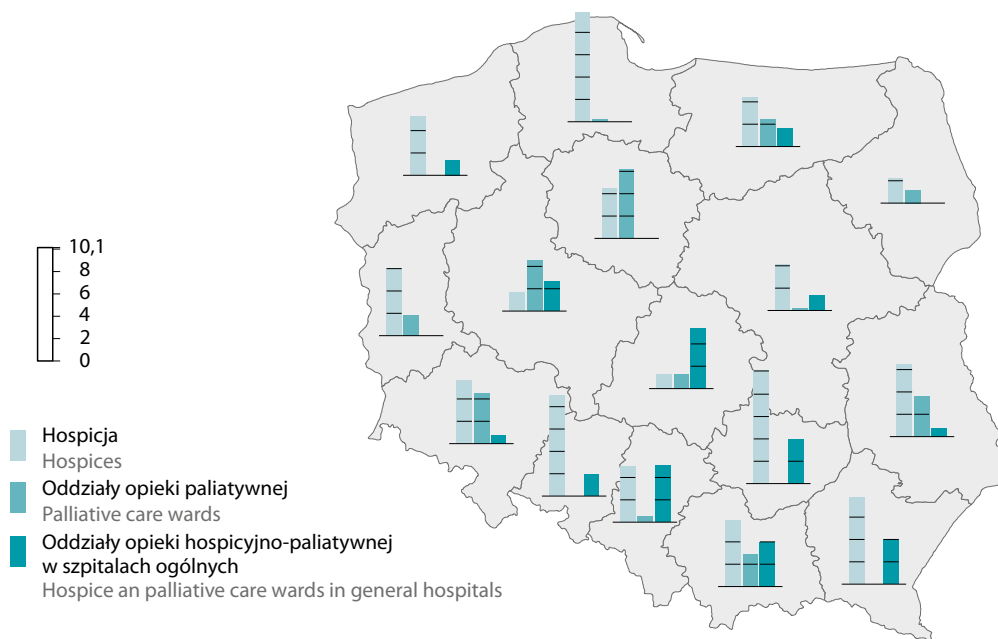 10,1
8
6
4
2
0
Hospicja
Hospices
Oddziały opieki paliatywnej
Palliative care wards
Oddziały opieki hospicyjno-paliatywnej
w szpitalach ogólnych
Hospice an palliative care wards in general hospitals